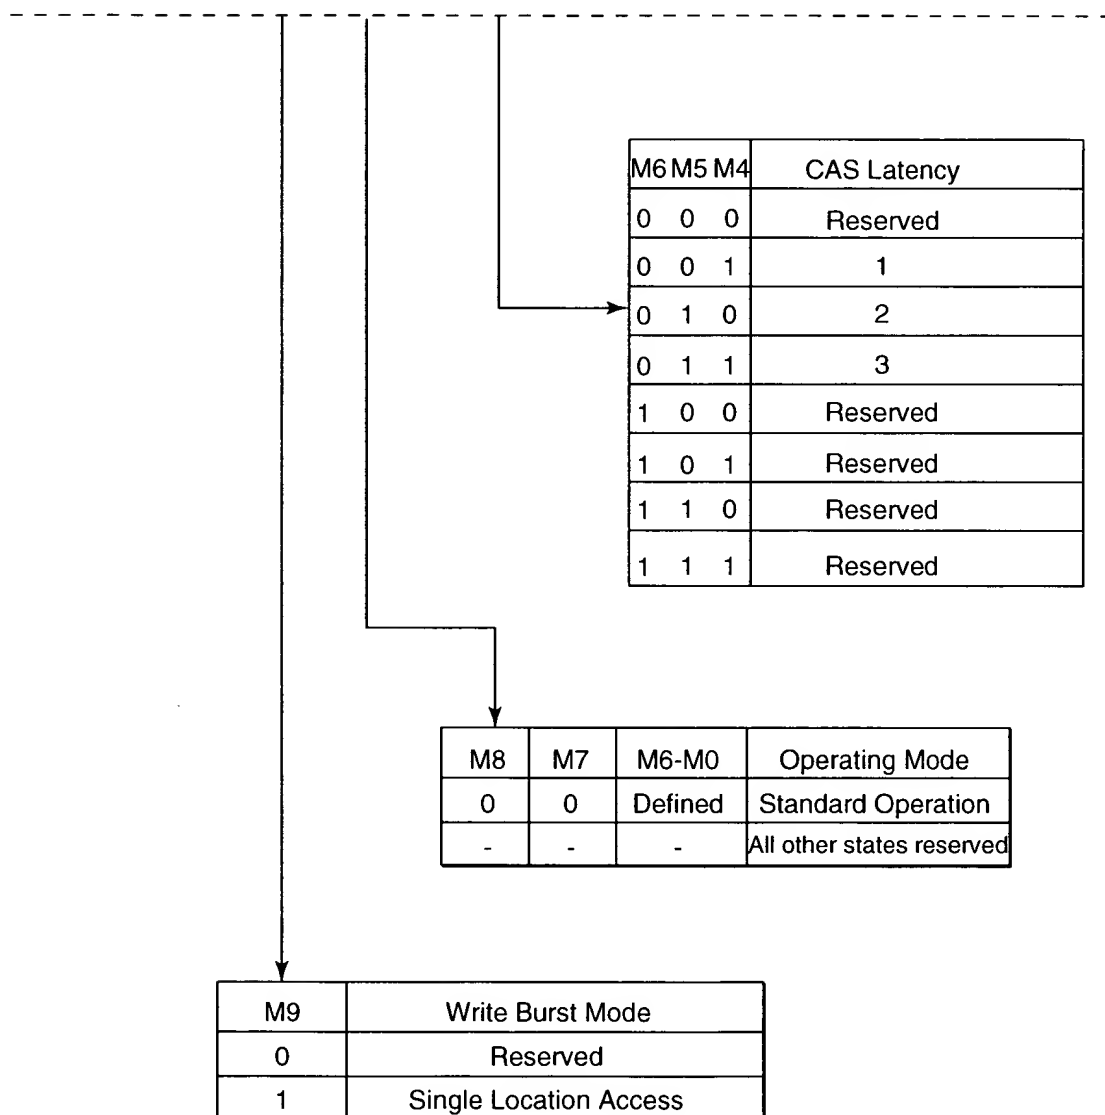 M6 M5 M4 CAS Latency
0 0 0 Reserved
0 0 1 1
0 1 0 2
0 1 1 3
1 0 0 Reserved
1 0 1 Reserved
1 1 0 Reserved
1 1 1 Reserved
M8 M7 M6-M0 Operating Mode
0 0 Defined Standard Operation
- - - All other states reserved
M9 Write Burst Mode
0 Reserved
1 Single Location Access